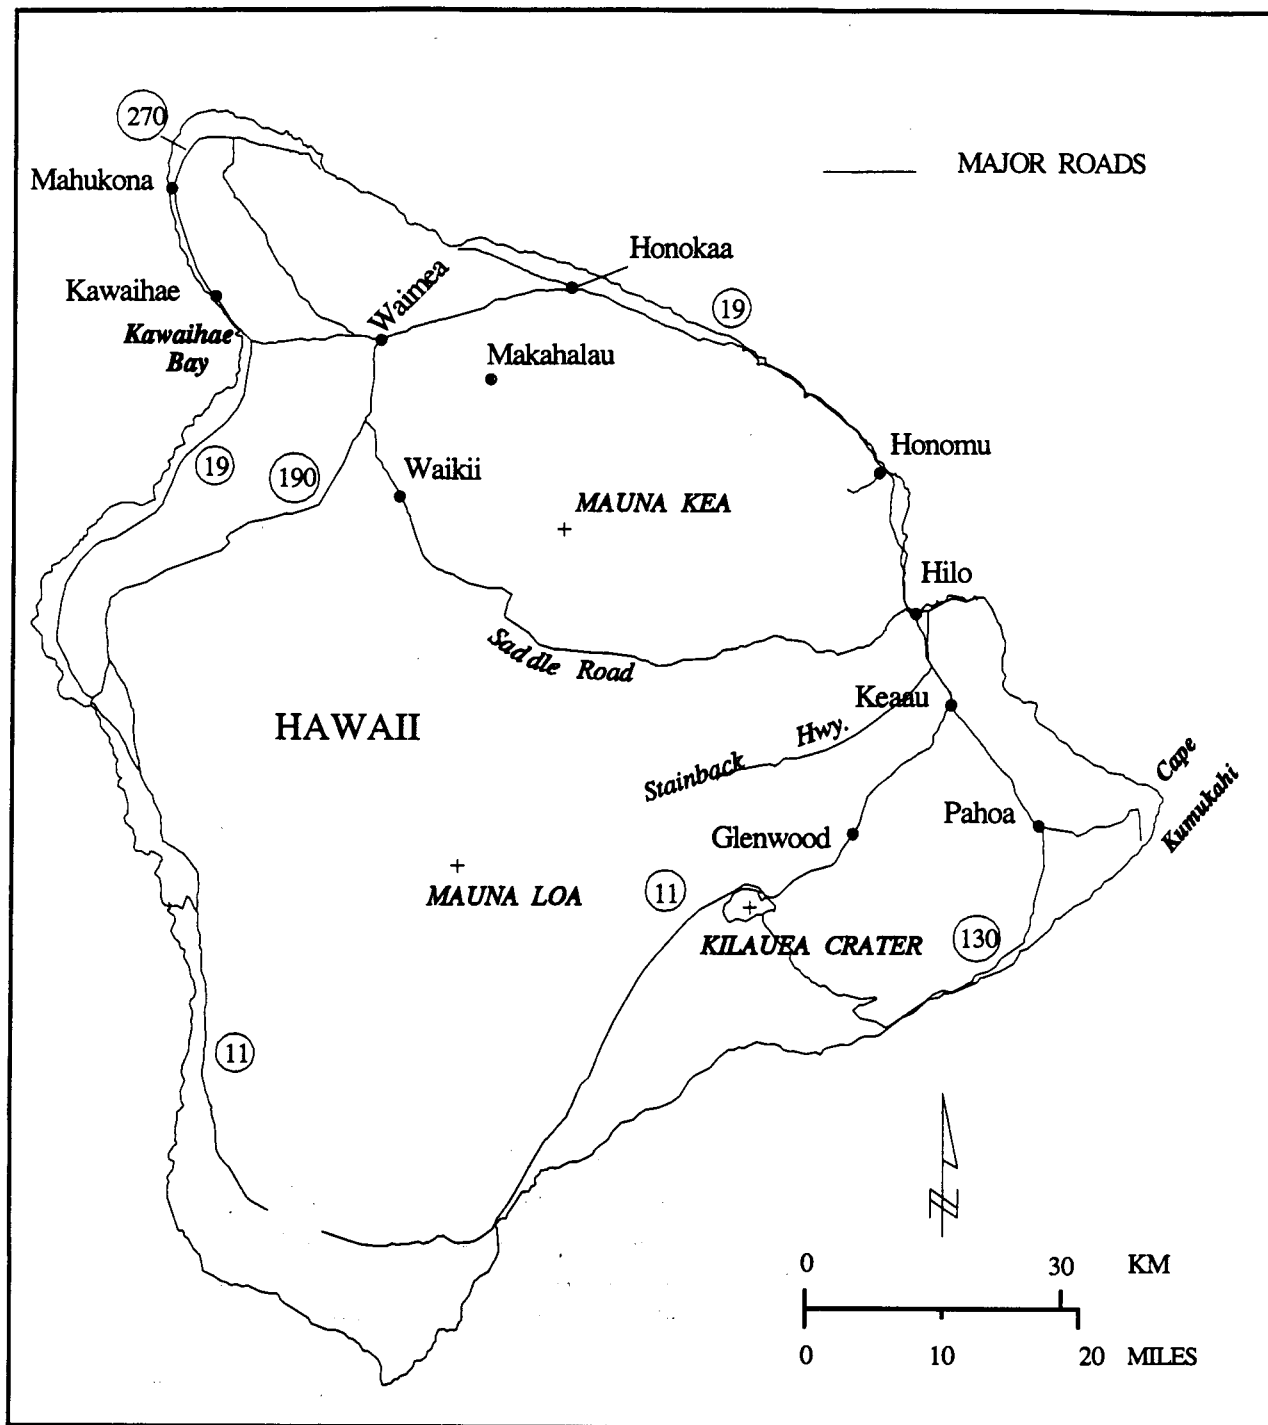 270
MAJOR ROADS
Mahukona
Honokaa
Waimea
Kawaihae
19
Kawaihae
Bay
Makahalau
Honomu
19
190
Waikii
MAUNA KEA
Hilo
Saddle Road
Keaau
HAWAII
Hwy.
Stainback
Cape
Kumukahi
Pahoa
Glenwood
11
MAUNA LOA
KILAUEA CRATER
130
11
N
0
30
KM
0
10
20
MILES